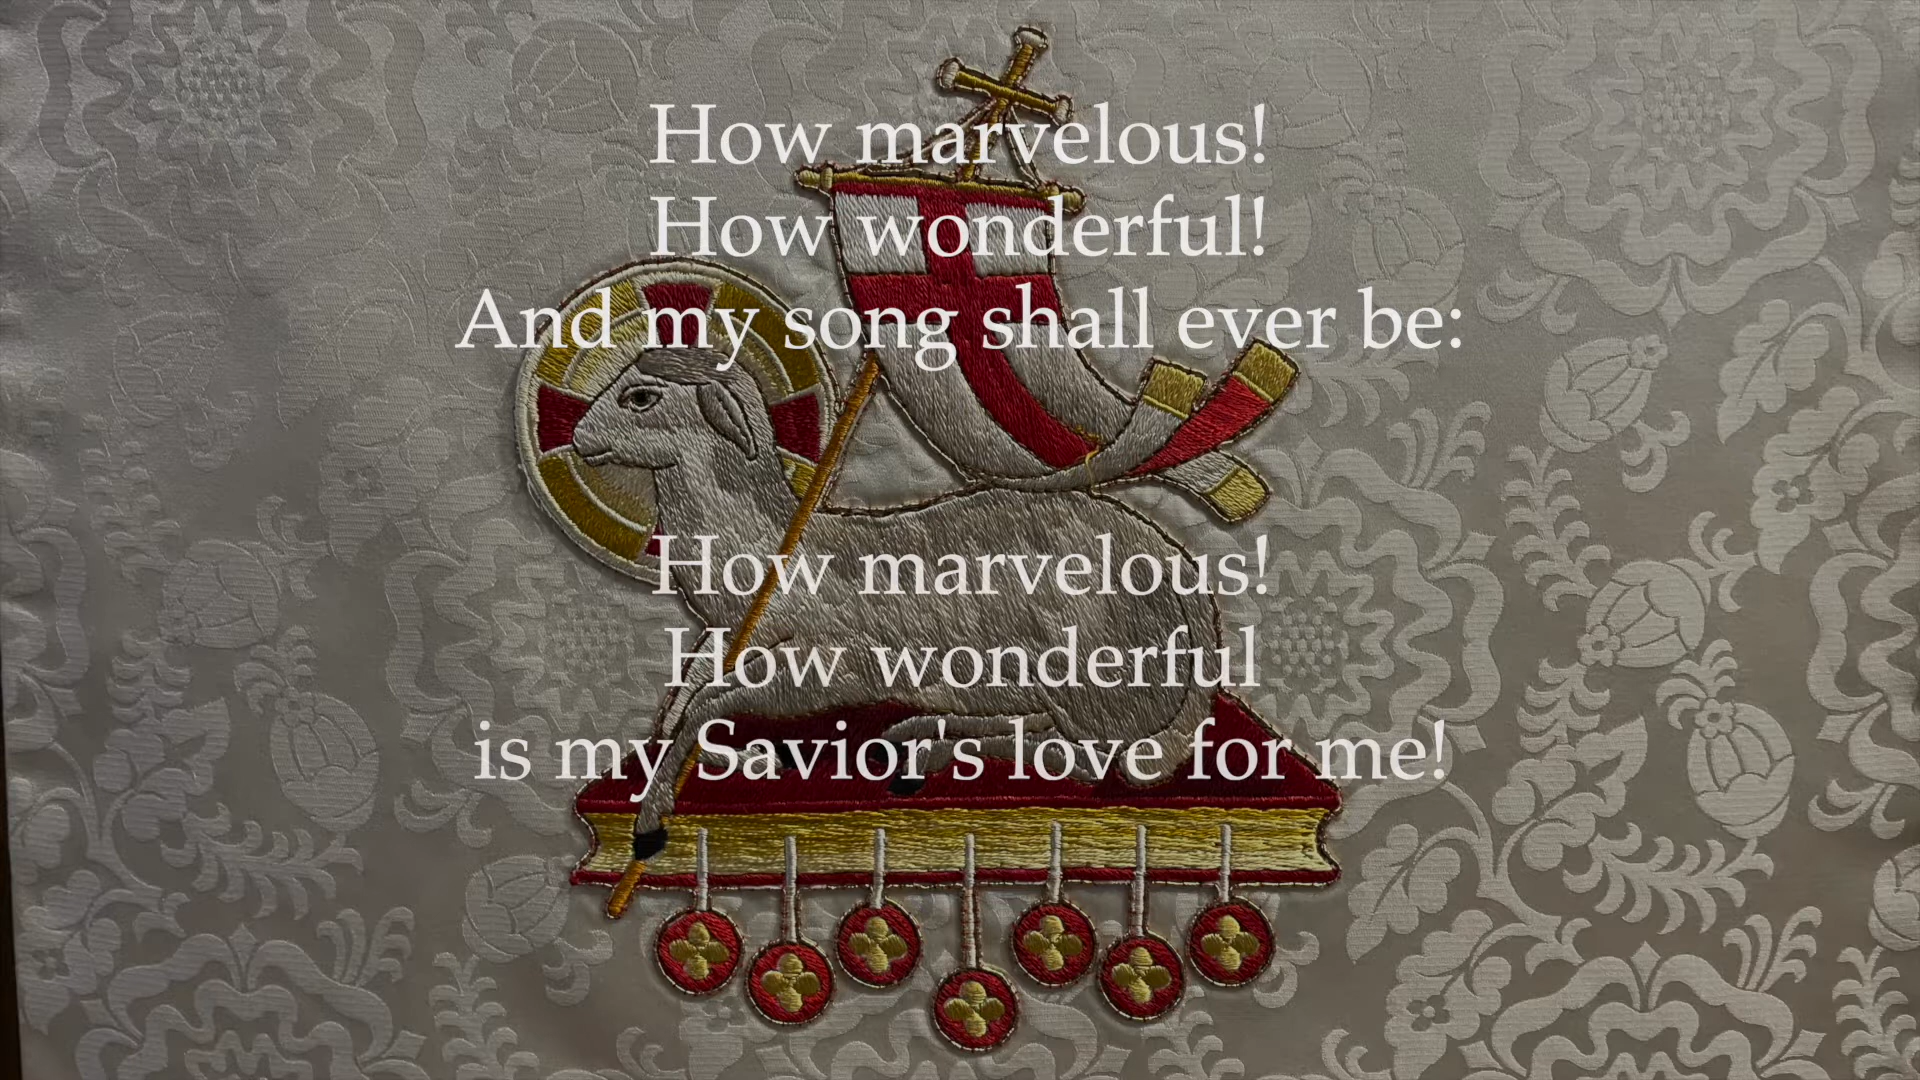 How marvelous!
How wonderful!
And my song shall ever be:
How marvelous!
How wonderful
is my Savior's love for me!